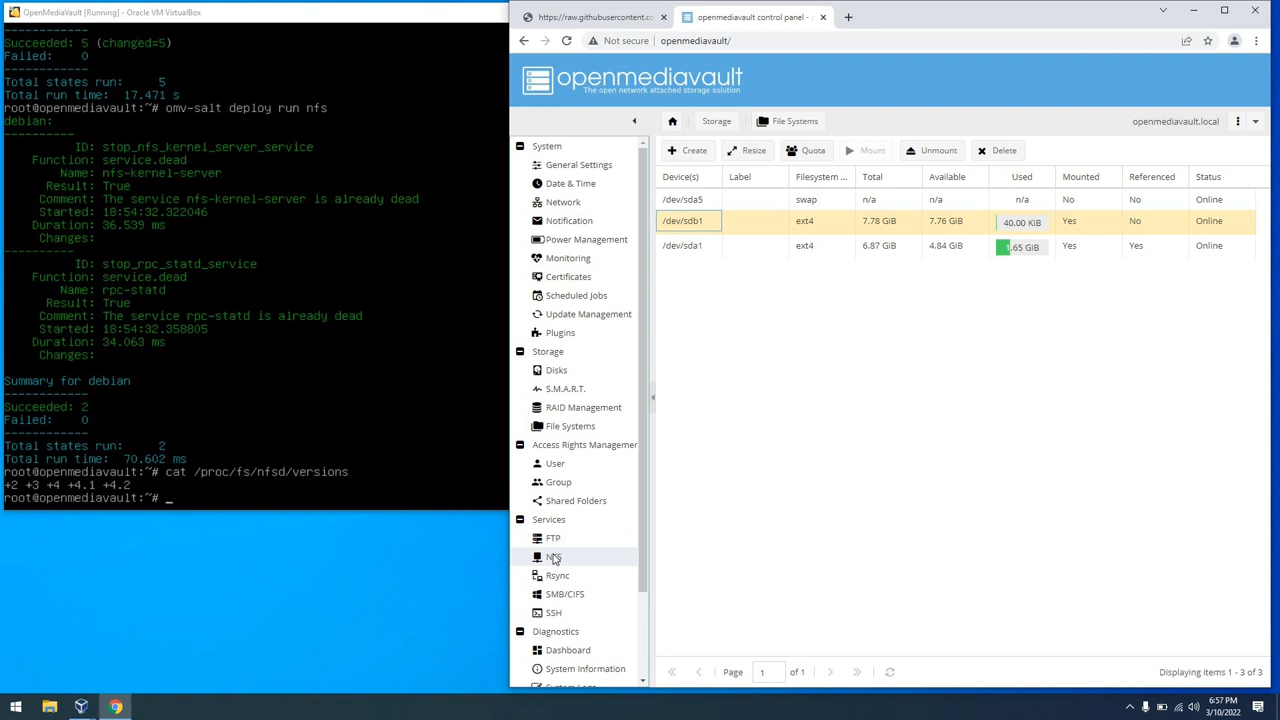 OpenMediaVault [Running] - Oracle VM VirtualBox
------------
Succeeded: 5 (changed=5)
Failed:    0
------------
Total states run:     5
Total run time:  17.471 s
root@openmediavault:~# omv-salt deploy run nfs
debian:
----------
ID: stop_nfs_kernel_server_service
Function: service.dead
Name: nfs-kernel-server
Result: True
Comment: The service nfs-kernel-server is already dead
Started: 18:54:32.322046
Duration: 36.539 ms
Changes:
----------
ID: stop_rpc_statd_service
Function: service.dead
Name: rpc-statd
Result: True
Comment: The service rpc-statd is already dead
Started: 18:54:32.358805
Duration: 34.063 ms
Changes:
Summary for debian
------------
Succeeded: 2
Failed:    0
------------
Total states run:     2
Total run time:  70.602 ms
root@openmediavault:~# cat /proc/fs/nfsd/versions
+2 +3 +4 +4.1 +4.2
root@openmediavault:~# _
https://raw.githubusercontent.co
openmediavault control panel -
Not secure
openmediavault/
openmediavault
The open network attached storage solution
Storage
File Systems
openmediavault.local
System
General Settings
Date & Time
Network
Notification
Power Management
Monitoring
Certificates
Scheduled Jobs
Update Management
Plugins
Storage
Disks
S.M.A.R.T.
RAID Management
File Systems
Access Rights Managemer
User
Group
Shared Folders
Services
FTP
NFS
Rsync
SMB/CIFS
SSH
Diagnostics
Dashboard
System Information
Create
Resize
Quota
Mount
Unmount
Delete
Device(s) Label Filesystem ... Total Available Used Mounted Referenced Status
/dev/sda5 swap n/a n/a n/a No No Online
/dev/sdb1 ext4 7.78 GiB 7.76 GiB 40.00 KiB Yes No Online
/dev/sda1 ext4 6.87 GiB 4.84 GiB .65 GiB Yes Yes Online
Page 1 of 1
Displaying items 1 - 3 of 3
6:57 PM
3/10/2022